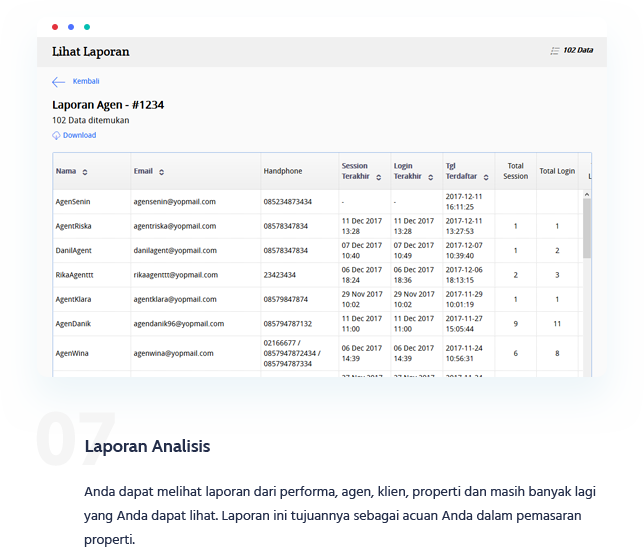 Lihat Laporan
102 Data
Kembali
Laporan Agen - #1234
102 Data ditemukan
Download
Nama Email Handphone Session Terakhir Login Terakhir Tgl Terdaftar Total Session Total Login
AgenSenin agensenin@yopmail.com 085234873434 - - 2017-12-11 16:11:25
AgentRiska agentriska@yopmail.com 08578347834 11 Dec 2017 13:28 11 Dec 2017 13:28 2017-12-11 13:27:53 1 1
DanilAgent danilagent@yopmail.com 08578347834 07 Dec 2017 10:40 07 Dec 2017 10:49 2017-12-07 10:39:40 1 2
RikaAgenttt rikaagenttt@yopmail.com 23423434 06 Dec 2017 18:24 06 Dec 2017 18:36 2017-12-06 18:13:15 2 3
AgentKlara agentklara@yopmail.com 08579847874 29 Nov 2017 10:02 29 Nov 2017 10:02 2017-11-29 10:01:19 1 1
AgenDanik agendanik96@yopmail.com 085794787132 11 Dec 2017 11:00 11 Dec 2017 11:00 2017-11-27 15:05:44 9 11
AgenWina agenwina@yopmail.com 02166677 / 0857947872434 / 085794787334 06 Dec 2017 14:39 06 Dec 2017 14:39 2017-11-24 10:56:31 6 8
07
Laporan Analisis
Anda dapat melihat laporan dari performa, agen, klien, properti dan masih banyak lagi
yang Anda dapat lihat. Laporan ini tujuannya sebagai acuan Anda dalam pemasaran
properti.